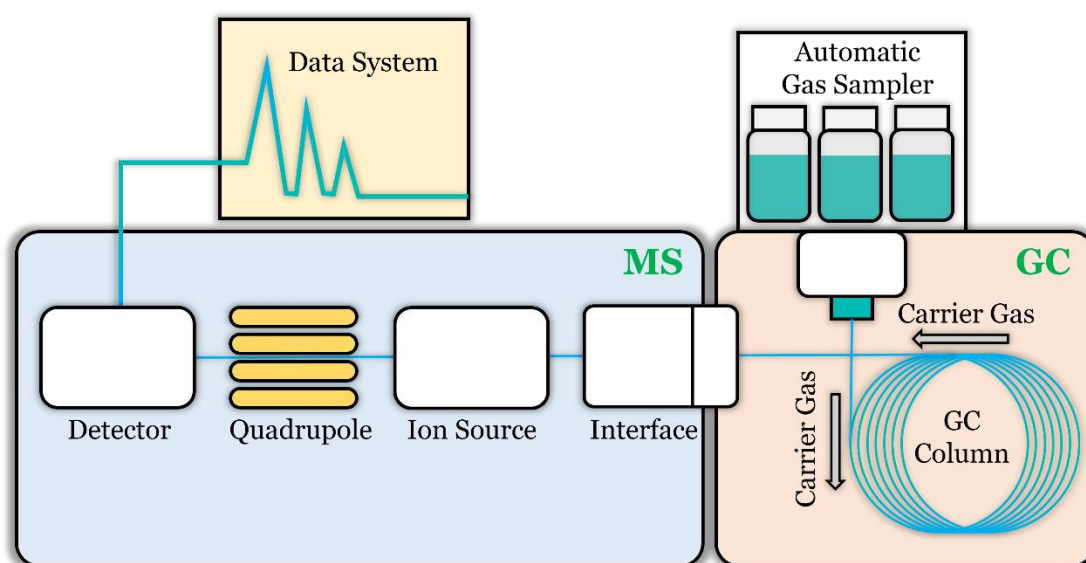 Data System
Automatic
Gas Sampler
MS
GC
Carrier Gas
Carrier Gas
GC
Column
Detector
Quadrupole
Ion Source
Interface